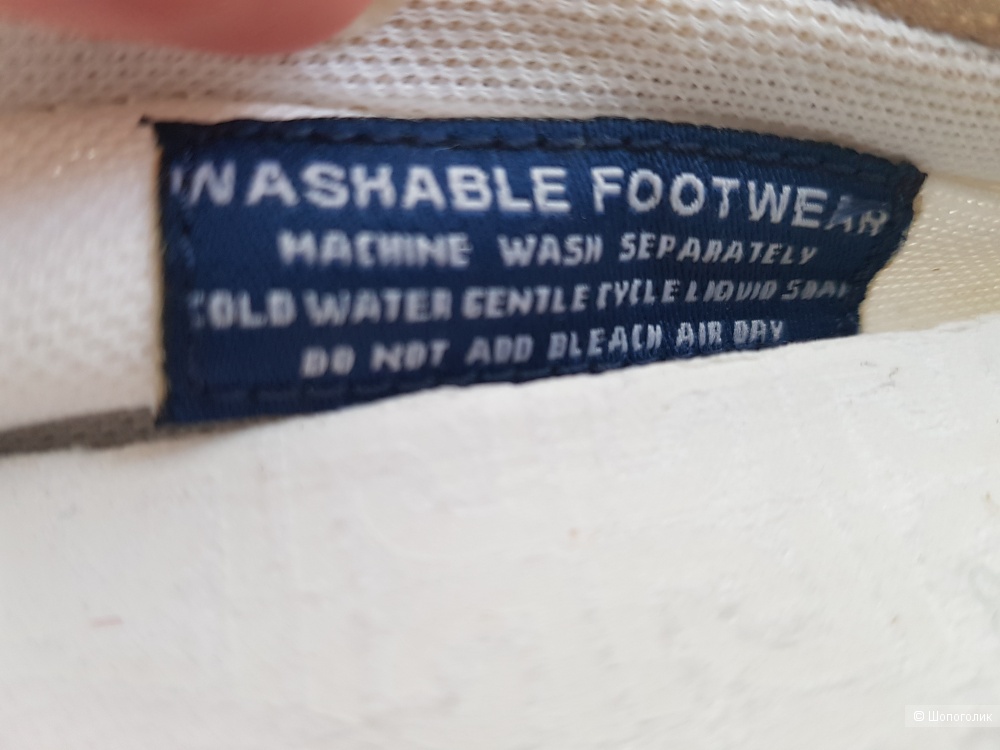 WASHABLE FOOTWEAR
MACHINE WASH SEPARATELY
COLD WATER GENTLE CYCLE LIQUID SOAP
DO NOT ADD BLEACH AIR DRY
© Шопоголик